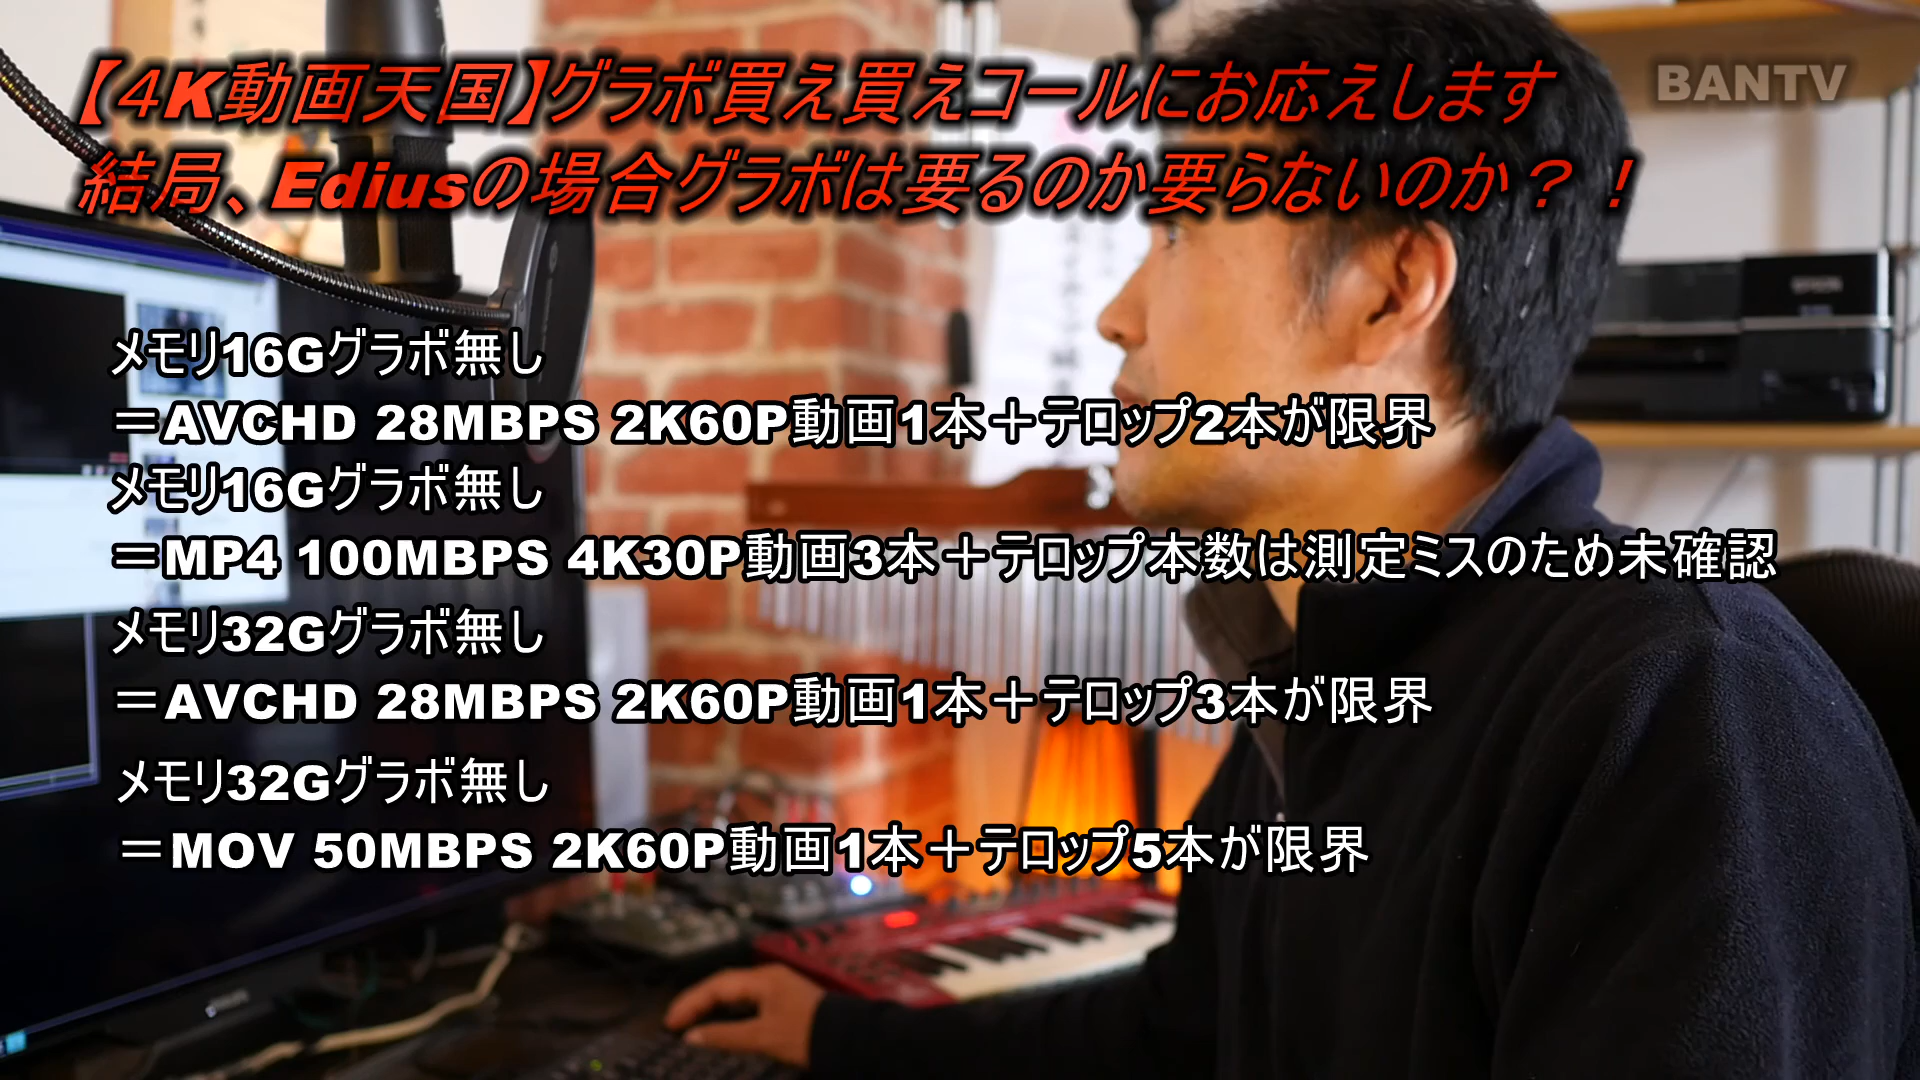 【４K動画天国】グラボ買え買えコールにお応えします
BANTV
結局、Ediusの場合グラボは要るのか要らないのか？！
メモリ16Gグラボ無し
＝AVCHD 28MBPS 2K60P動画1本＋テロップ2本が限界
メモリ16Gグラボ無し
＝MP4 100MBPS 4K30P動画3本＋テロップ本数は測定ミスのため未確認
メモリ32Gグラボ無し
＝AVCHD 28MBPS 2K60P動画1本＋テロップ3本が限界
メモリ32Gグラボ無し
＝MOV 50MBPS 2K60P動画1本＋テロップ5本が限界
EPSON